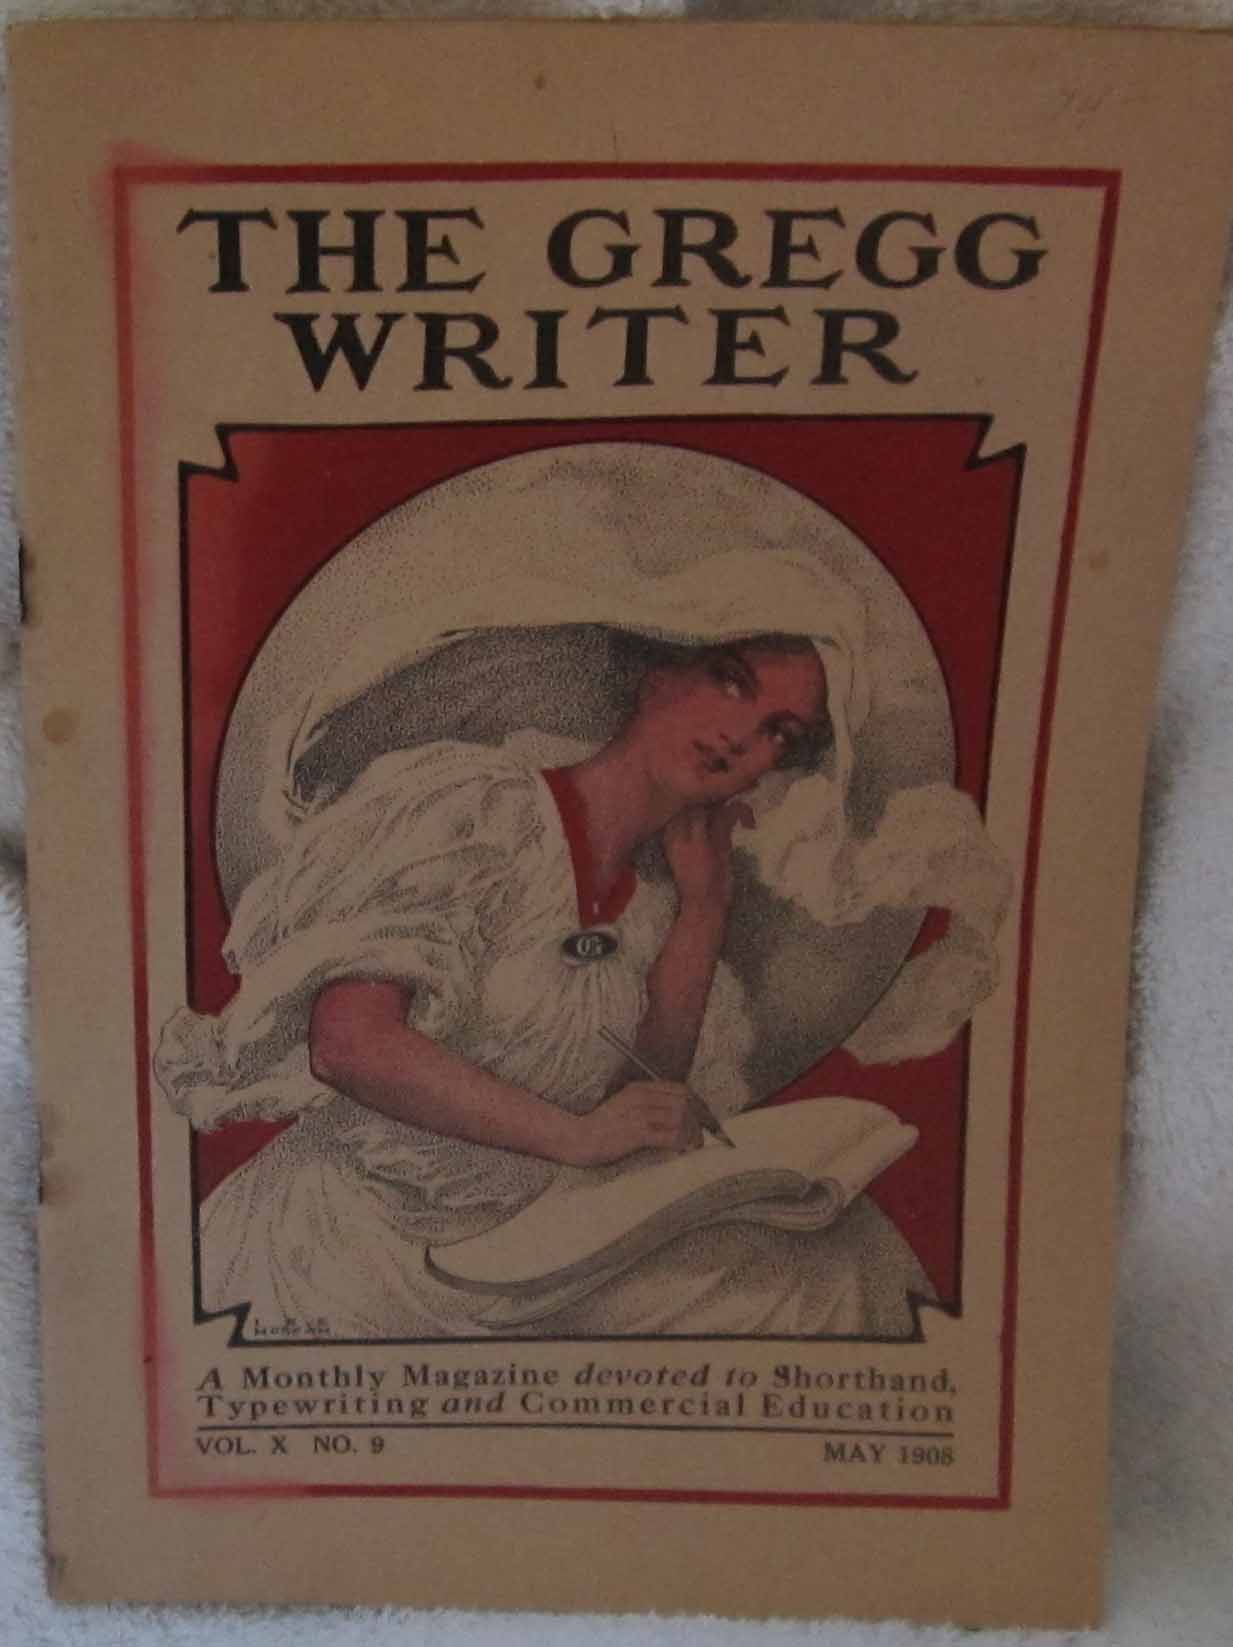 THE GREGG
WRITER
A Monthly Magazine devoted to Shorthand,
Typewriting and Commercial Education
VOL. X NO. 9
MAY 1908